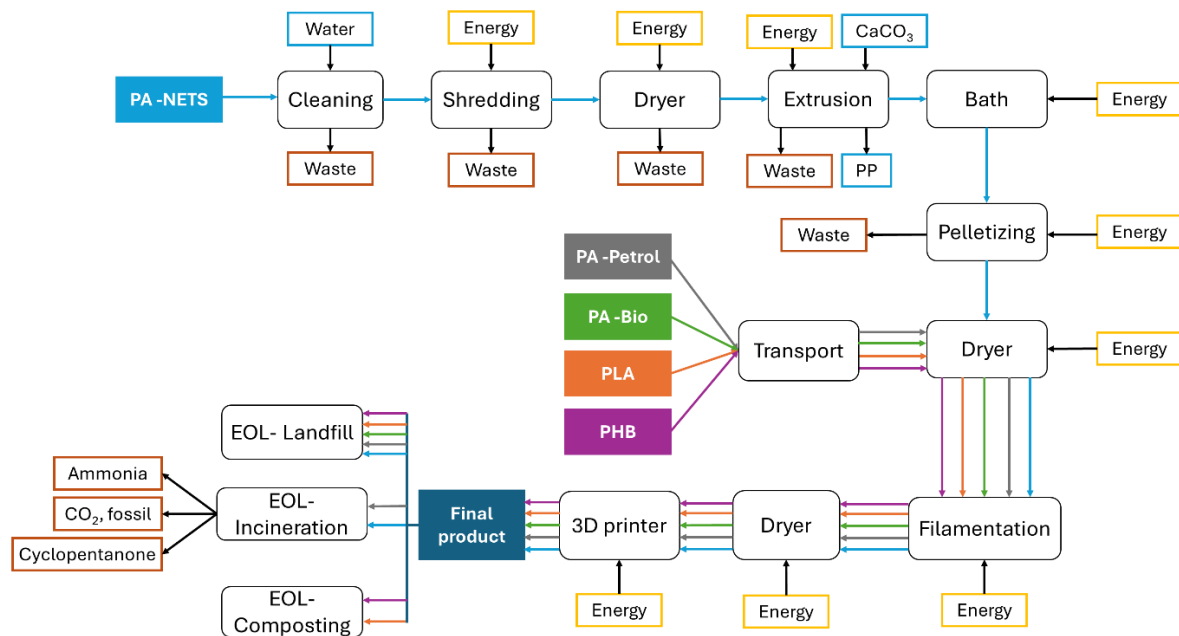 Water
Energy
Energy
Energy
CaCO₃
PA -NETS
Cleaning
Shredding
Dryer
Extrusion
Bath
Energy
Waste
Waste
Waste
Waste
PP
Waste
Pelletizing
Energy
PA -Petrol
PA -Bio
PLA
PHB
Transport
Dryer
Energy
EOL- Landfill
Ammonia
CO₂, fossil
Cyclopentanone
EOL-
Incineration
Final
product
3D printer
Dryer
Filamentation
EOL-
Composting
Energy
Energy
Energy